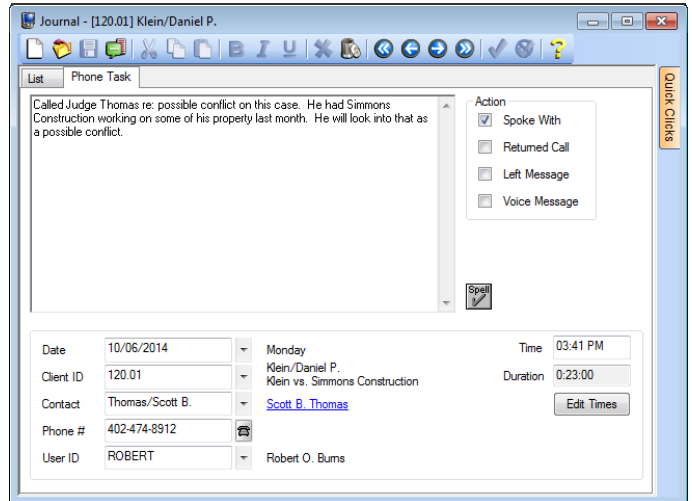 Journal - [120.01] Klein/Daniel P.
B I U
List Phone Task
Quick Clicks
Called Judge Thomas re: possible conflict on this case. He had Simmons
Construction working on some of his property last month. He will look into that as
a possible conflict.
Action
Spoke With
Returned Call
Left Message
Voice Message
Spell
Date 10/06/2014 Monday Time 03:41 PM
Client ID 120.01 Klein/Daniel P.
Klein vs. Simmons Construction Duration 0:23:00
Contact Thomas/Scott B. Scott B. Thomas Edit Times
Phone # 402-474-8912
User ID ROBERT Robert O. Burns